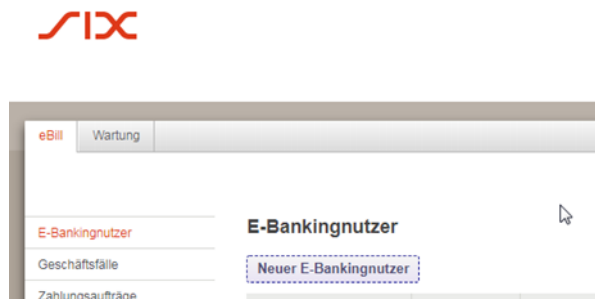 SIX
eBill Wartung
E-Bankingnutzer
Geschäftsfälle
Zahlungsaufträge
E-Bankingnutzer
Neuer E-Bankingnutzer